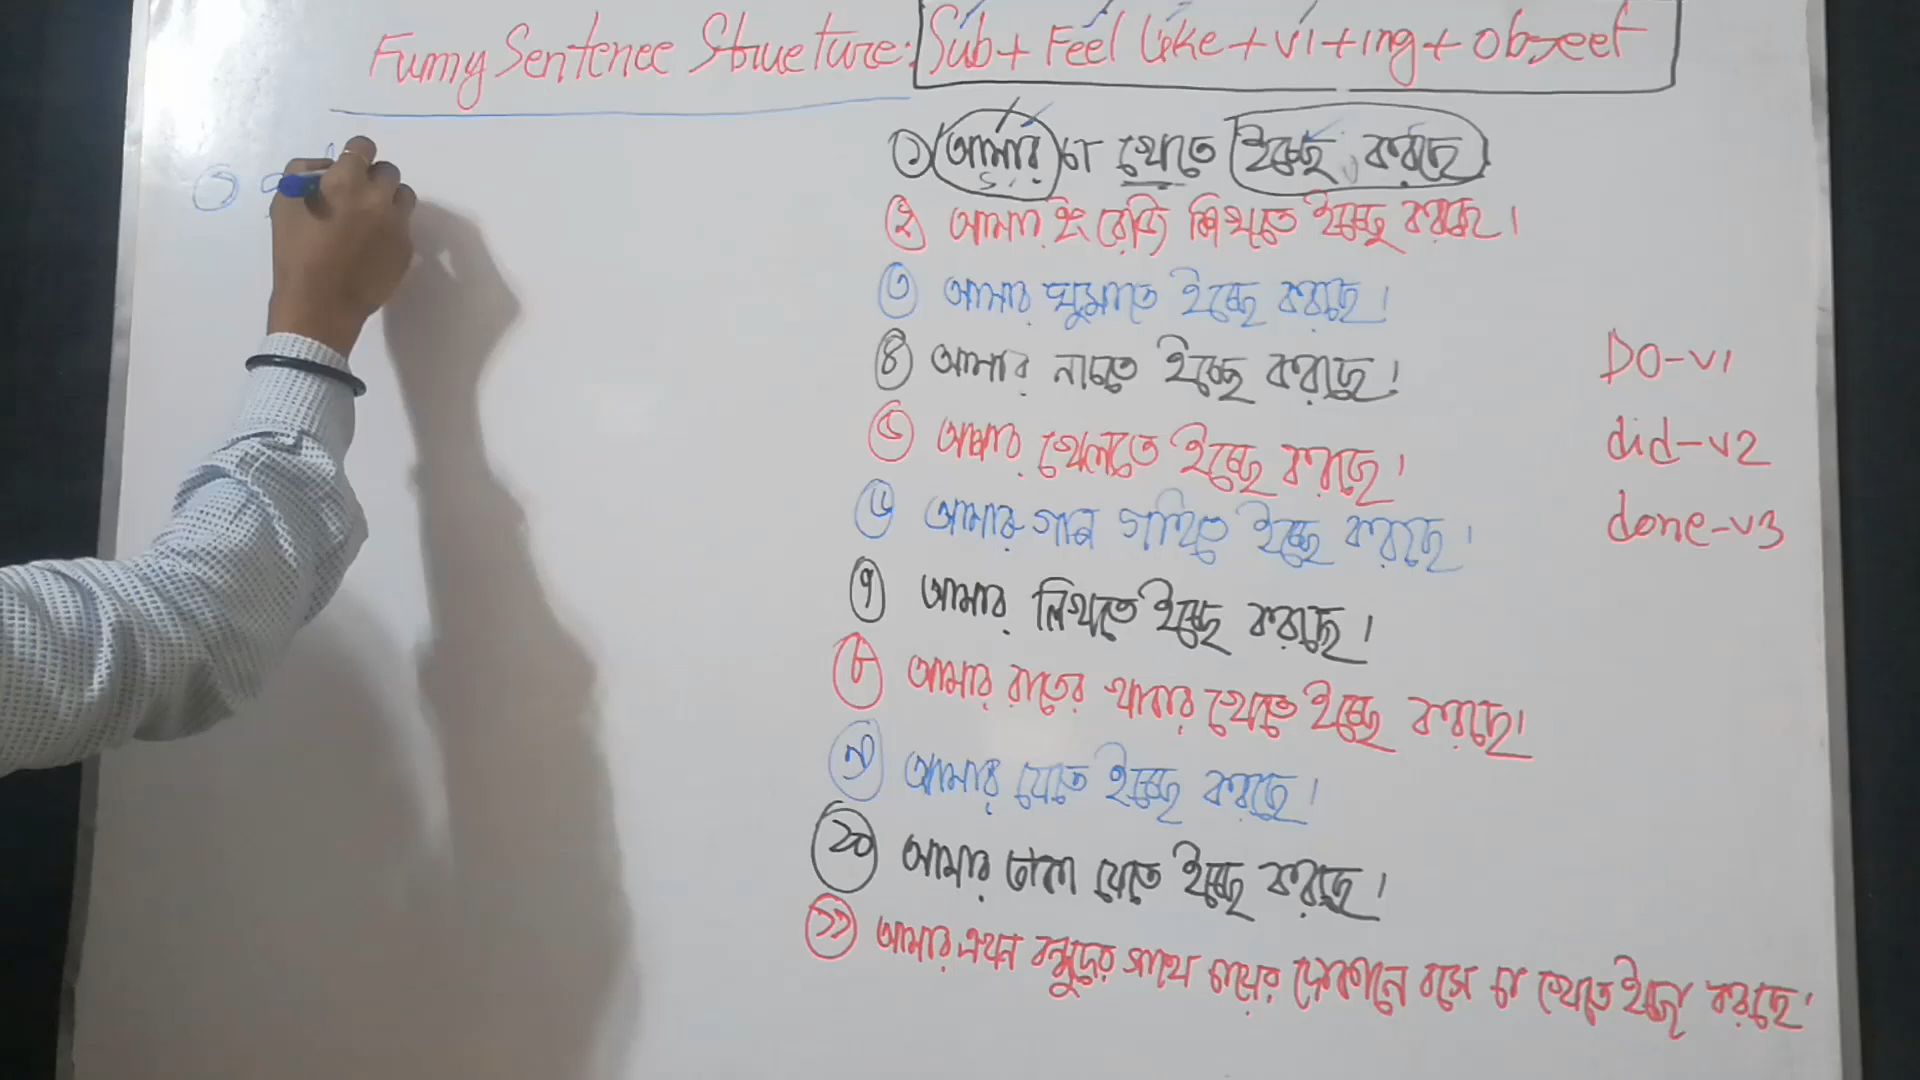 Funny Sentence Structure: Sub + Feel like + v1 + ing + object
১ আমার চা খেতে ইচ্ছে করছে
২ আমার ইংরেজি শিখতে ইচ্ছে করছে।
৩ আমার ঘুমাতে ইচ্ছে করছে।
৪ আমার নাচতে ইচ্ছে করছে।
৫ আমার খেলতে ইচ্ছে করছে।
৬ আমার গান গাইতে ইচ্ছে করছে।
৭ আমার লিখতে ইচ্ছে করছে।
৮ আমার রাতের খাবার খেতে ইচ্ছে করছে।
৯ আমার যেতে ইচ্ছে করছে।
১০ আমার ঢাকা যেতে ইচ্ছে করছে।
১১ আমার এখন বন্ধুদের সাথে চায়ের দোকানে বসে চা খেতে ইচ্ছে করছে।
DO-v1
did-v2
done-v3